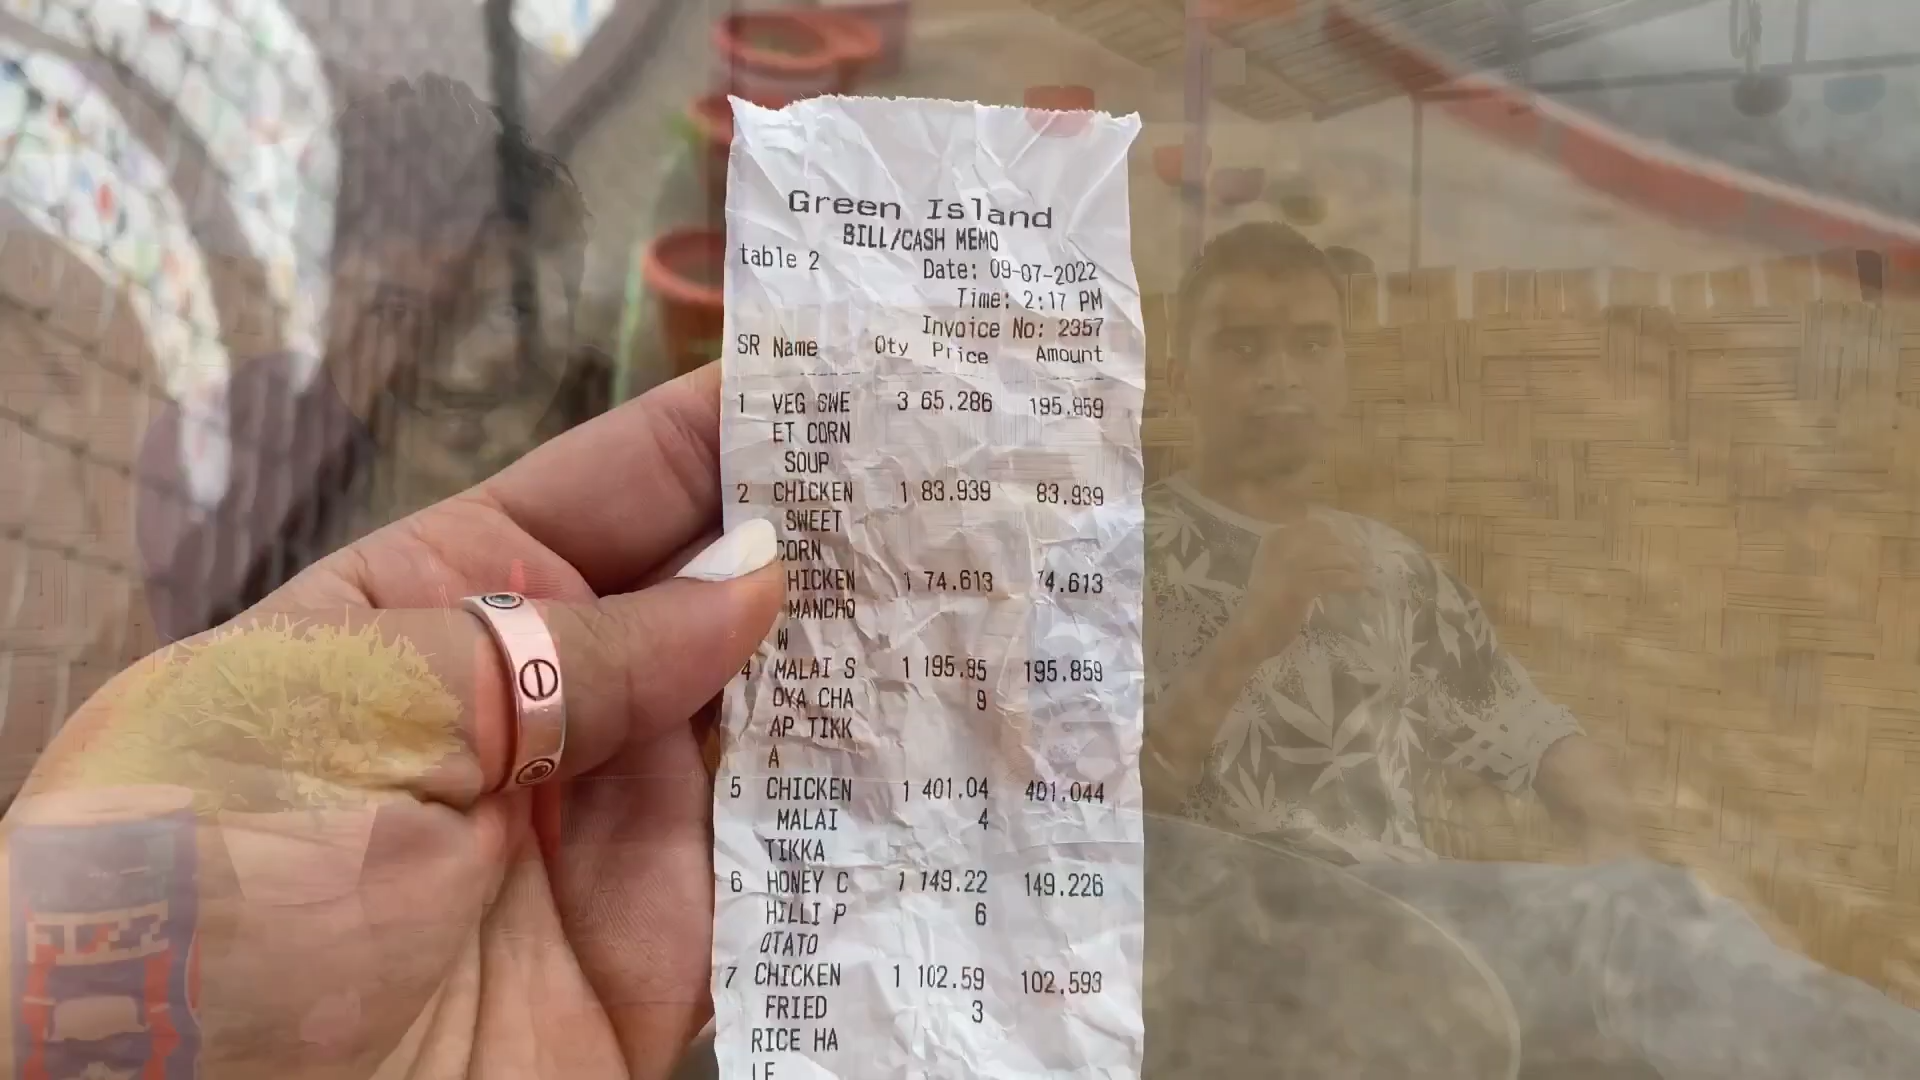 Green Island
BILL/CASH MEMO
table 2 Date: 09-07-2022
Time: 2:17 PM
Invoice No: 2357
SR Name Qty Price Amount
1 VEG SWE 3 65.286 195.859
ET CORN
SOUP
2 CHICKEN 1 83.939 83.939
SWEET
CORN
HICKEN 1 74.613 74.613
MANCHO
W
4 MALAI S 1 195.85 195.859
OYA CHA 9
AP TIKK
A
5 CHICKEN 1 401.04 401.044
MALAI 4
TIKKA
6 HONEY C 1 149.22 149.226
HILLI P 6
OTATO
7 CHICKEN 1 102.59 102.593
FRIED 3
RICE HA
LF